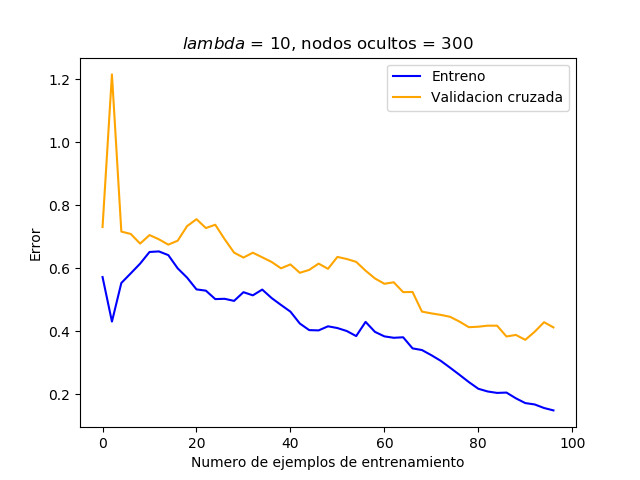 lambda = 10, nodos ocultos = 300
Entreno
Validacion cruzada
Error
1.2
1.0
0.8
0.6
0.4
0.2
0 20 40 60 80 100
Numero de ejemplos de entrenamiento